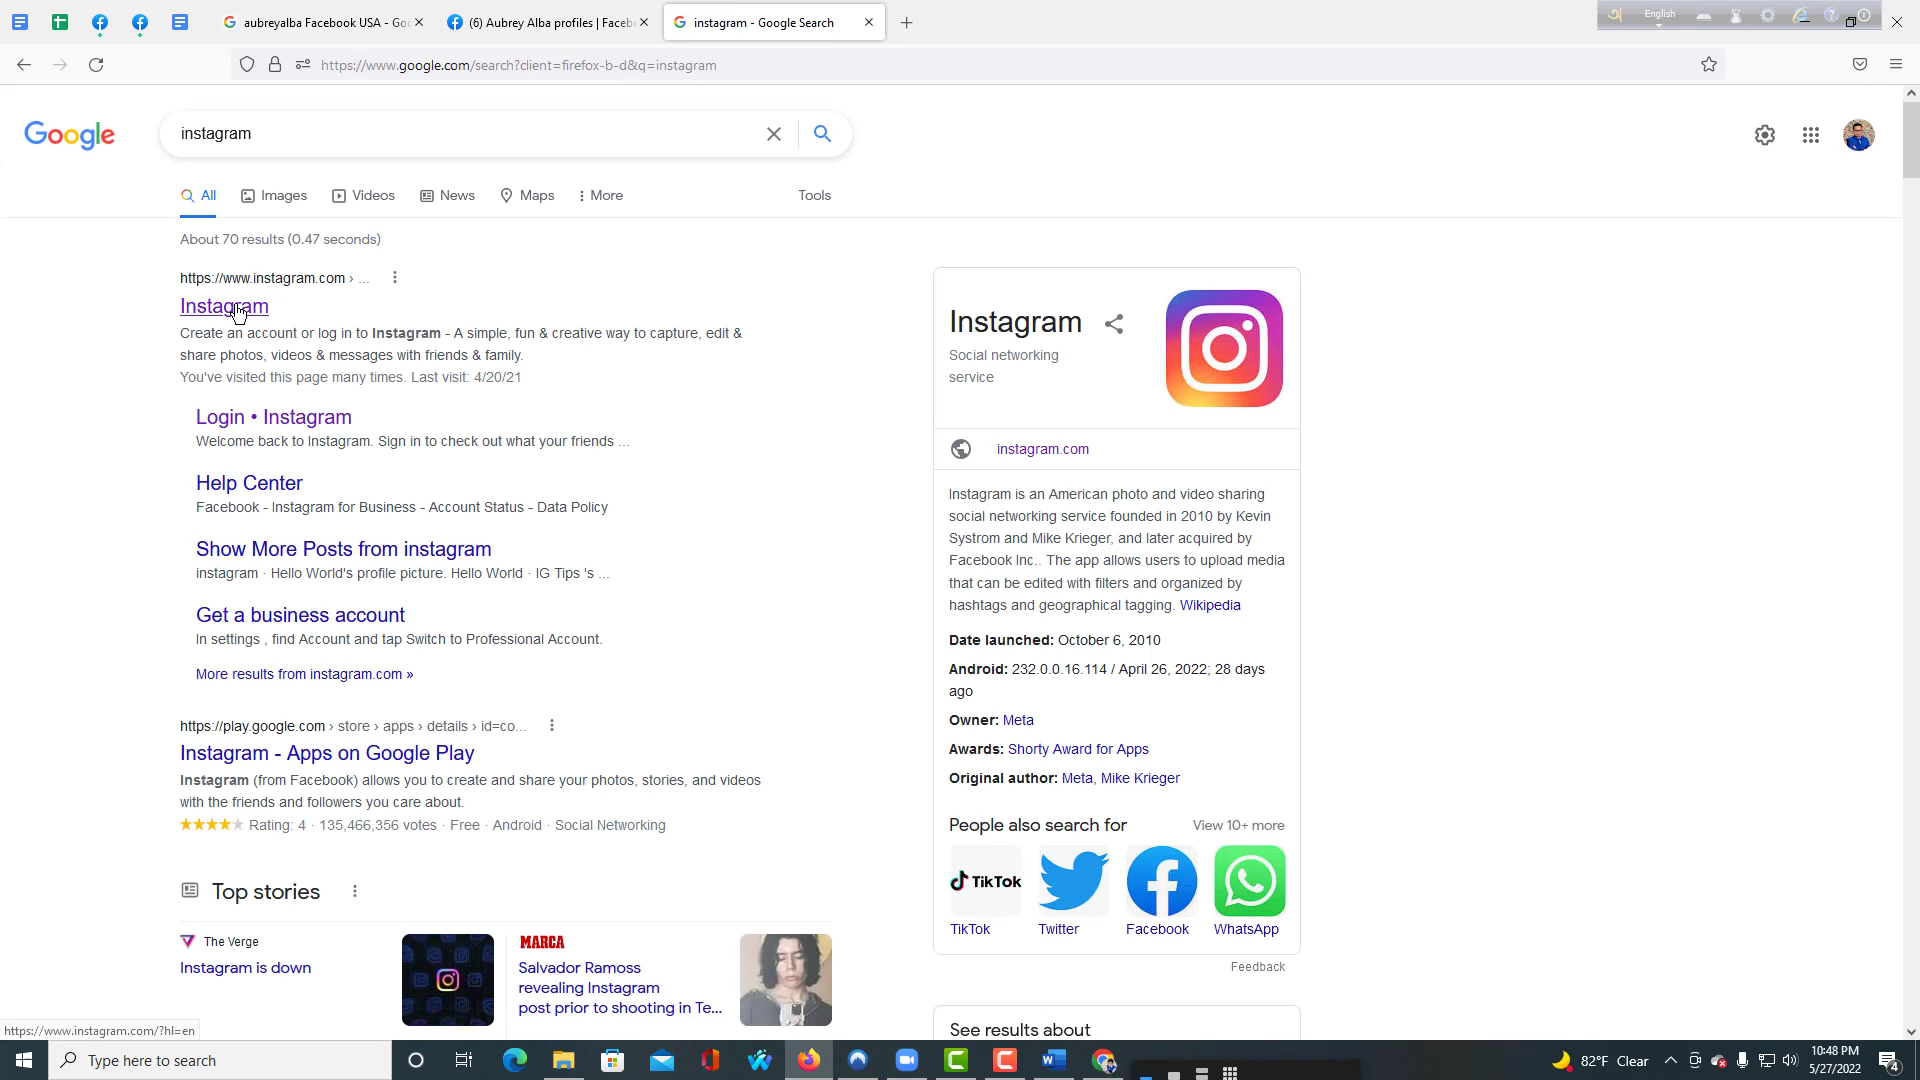 aubreyalba Facebook USA - Goo
(6) Aubrey Alba profiles | Faceb
instagram - Google Search
English
https://www.google.com/search?client=firefox-b-d&q=instagram
Google
instagram
All
Images
Videos
News
Maps
More
Tools
About 70 results (0.47 seconds)
https://www.instagram.com › ...
Instagram
Create an account or log in to Instagram - A simple, fun & creative way to capture, edit &
share photos, videos & messages with friends & family.
You've visited this page many times. Last visit: 4/20/21
Login • Instagram
Welcome back to Instagram. Sign in to check out what your friends ...
Help Center
Facebook - Instagram for Business - Account Status - Data Policy
Show More Posts from instagram
instagram · Hello World's profile picture. Hello World · IG Tips 's ...
Get a business account
In settings , find Account and tap Switch to Professional Account.
More results from instagram.com »
https://play.google.com › store › apps › details › id=co...
Instagram - Apps on Google Play
Instagram (from Facebook) allows you to create and share your photos, stories, and videos
with the friends and followers you care about.
Rating: 4 · 135,466,356 votes · Free · Android · Social Networking
Top stories
The Verge
Instagram is down
MARCA
Salvador Ramoss
revealing Instagram
post prior to shooting in Te...
Instagram
Social networking
service
instagram.com
Instagram is an American photo and video sharing
social networking service founded in 2010 by Kevin
Systrom and Mike Krieger, and later acquired by
Facebook Inc.. The app allows users to upload media
that can be edited with filters and organized by
hashtags and geographical tagging. Wikipedia
Date launched: October 6, 2010
Android: 232.0.0.16.114 / April 26, 2022; 28 days
ago
Owner: Meta
Awards: Shorty Award for Apps
Original author: Meta, Mike Krieger
People also search for
View 10+ more
TikTok
TikTok
Twitter
Facebook
WhatsApp
Feedback
See results about
https://www.instagram.com/?hl=en
Type here to search
82°F Clear
10:48 PM
5/27/2022
4